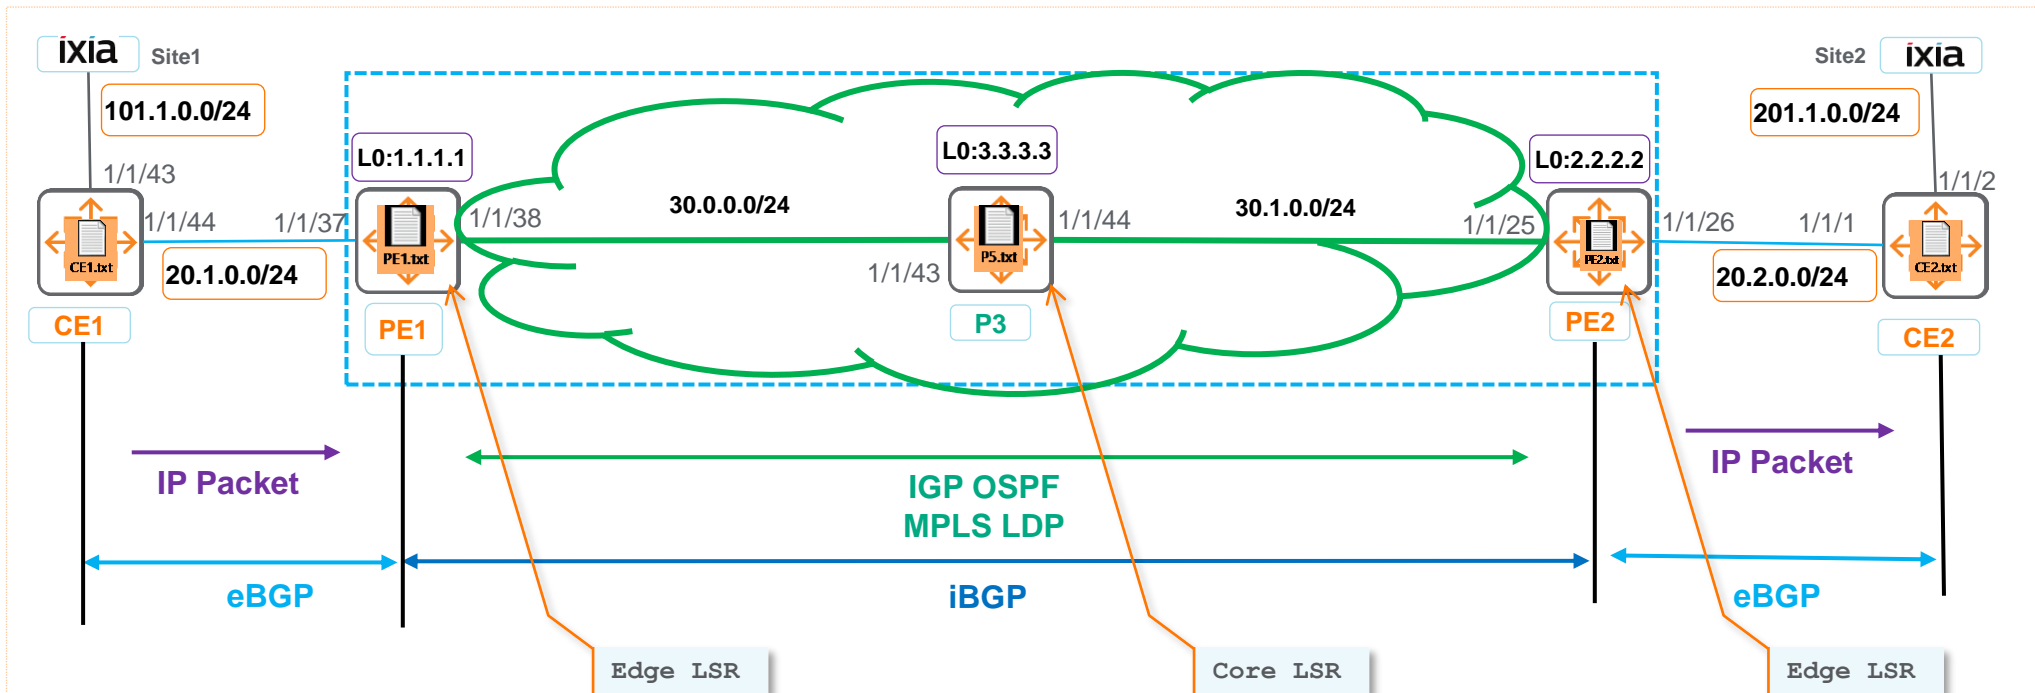 ixia
Site1
Site2
ixia
101.1.0.0/24
201.1.0.0/24
L0:1.1.1.1
L0:3.3.3.3
L0:2.2.2.2
1/1/43
1/1/2
1/1/44
1/1/37
1/1/38
30.0.0.0/24
1/1/44
30.1.0.0/24
1/1/25
1/1/26
1/1/1
CE1.txt
PE1.txt
P5.txt
PE2.txt
CE2.txt
20.1.0.0/24
1/1/43
20.2.0.0/24
CE1
PE1
P3
PE2
CE2
IP Packet
IGP OSPF
MPLS LDP
IP Packet
eBGP
iBGP
eBGP
Edge LSR
Core LSR
Edge LSR